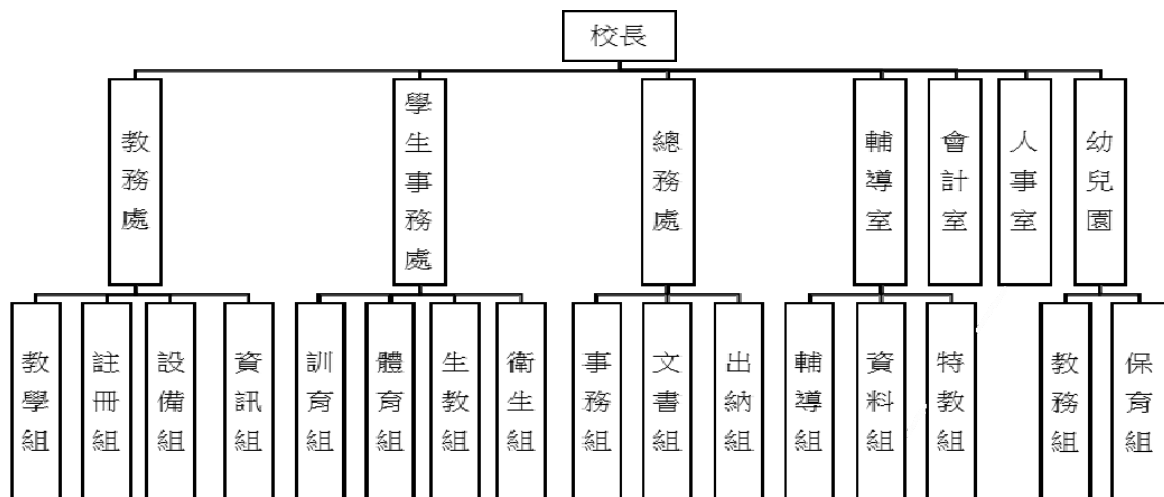 校長
教務處
學生事務處
總務處
輔導室
會計室
人事室
幼兒園
教學組
註冊組
設備組
資訊組
訓育組
體育組
生教組
衛生組
事務組
文書組
出納組
輔導組
資料組
特教組
教務組
保育組